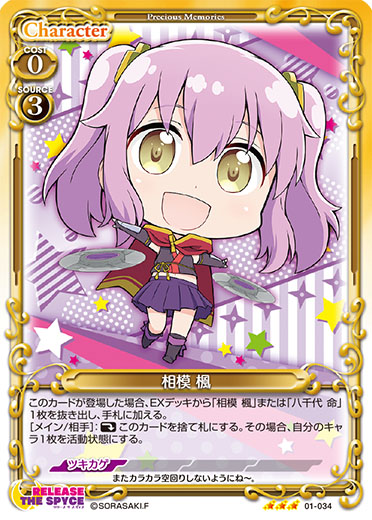 Precious Memories
Character
COST
0
SOURCE
3
相模 楓
このカードが登場した場合、EXデッキから「相模 楓」または「八千代 命」
1枚を抜き出し、手札に加える。
[メイン/相手]: このカードを捨て札にする。その場合、自分のキャ
ラ1枚を活動状態にする。
ツキカゲ
またカラカラ空回りしないようにね～。
RELEASE
THE SPYCE
©SORASAKI.F
01-034